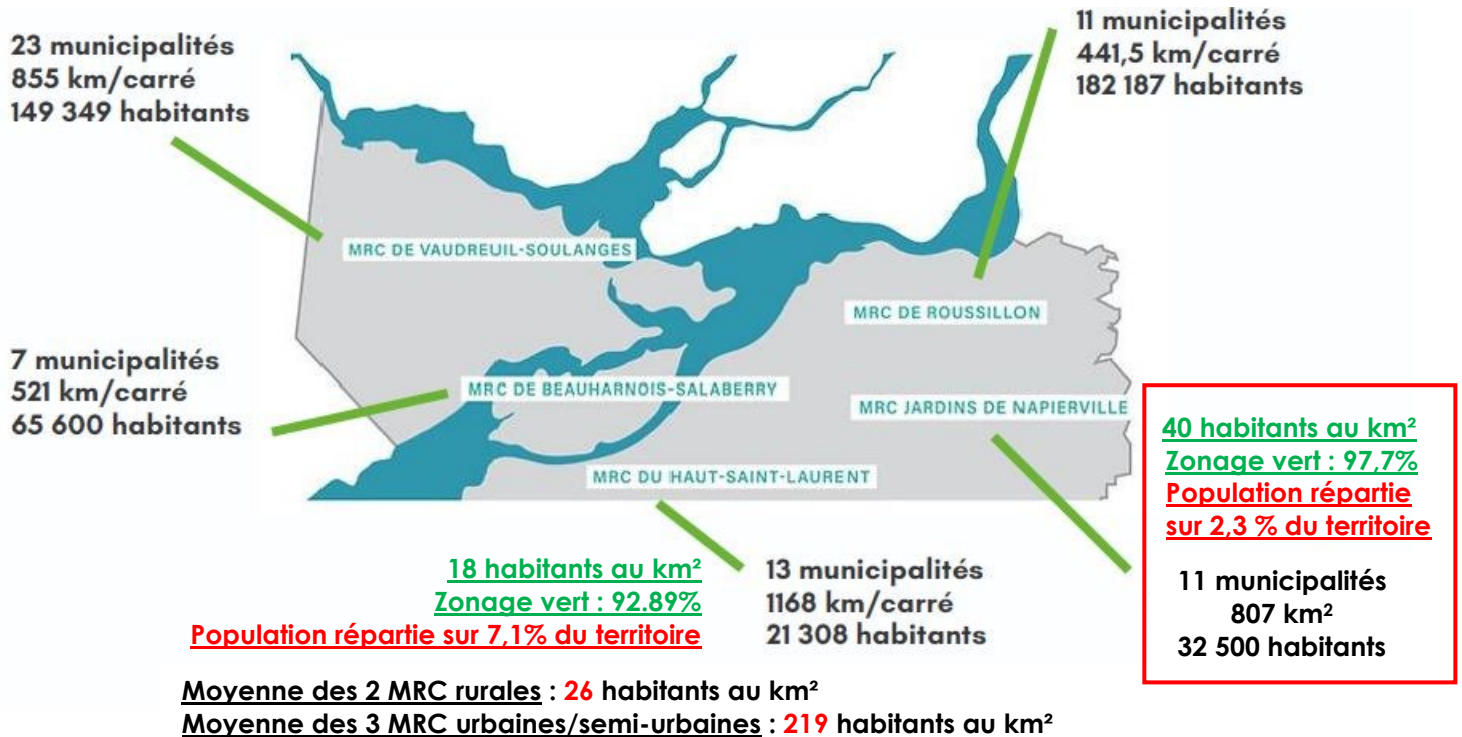 23 municipalités
855 km/carré
149 349 habitants
11 municipalités
441,5 km/carré
182 187 habitants
MRC DE VAUDREUIL-SOULANGES
MRC DE ROUSSILLON
7 municipalités
521 km/carré
65 600 habitants
MRC DE BEAUHARNOIS-SALABERRY
MRC JARDINS DE NAPIERVILLE
MRC DU HAUT-SAINT-LAURENT
40 habitants au km²
Zonage vert : 97,7%
Population répartie
sur 2,3 % du territoire
11 municipalités
807 km²
32 500 habitants
18 habitants au km²
Zonage vert : 92.89%
Population répartie sur 7,1% du territoire
13 municipalités
1168 km/carré
21 308 habitants
Moyenne des 2 MRC rurales : 26 habitants au km²
Moyenne des 3 MRC urbaines/semi-urbaines : 219 habitants au km²